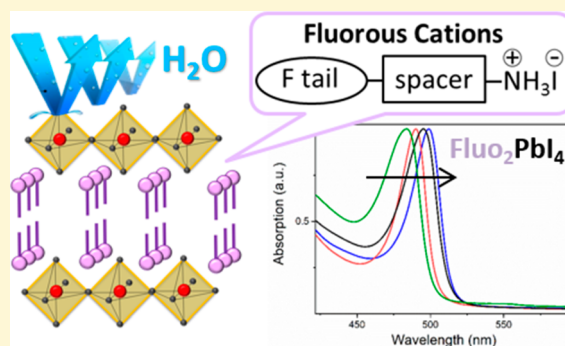 H₂O
Fluorous Cations
F tail
spacer
⊕ ⊖
NH₃I
Fluo₂PbI₄
Absorption (a.u.)
0.5
450 500 550
Wavelength (nm)